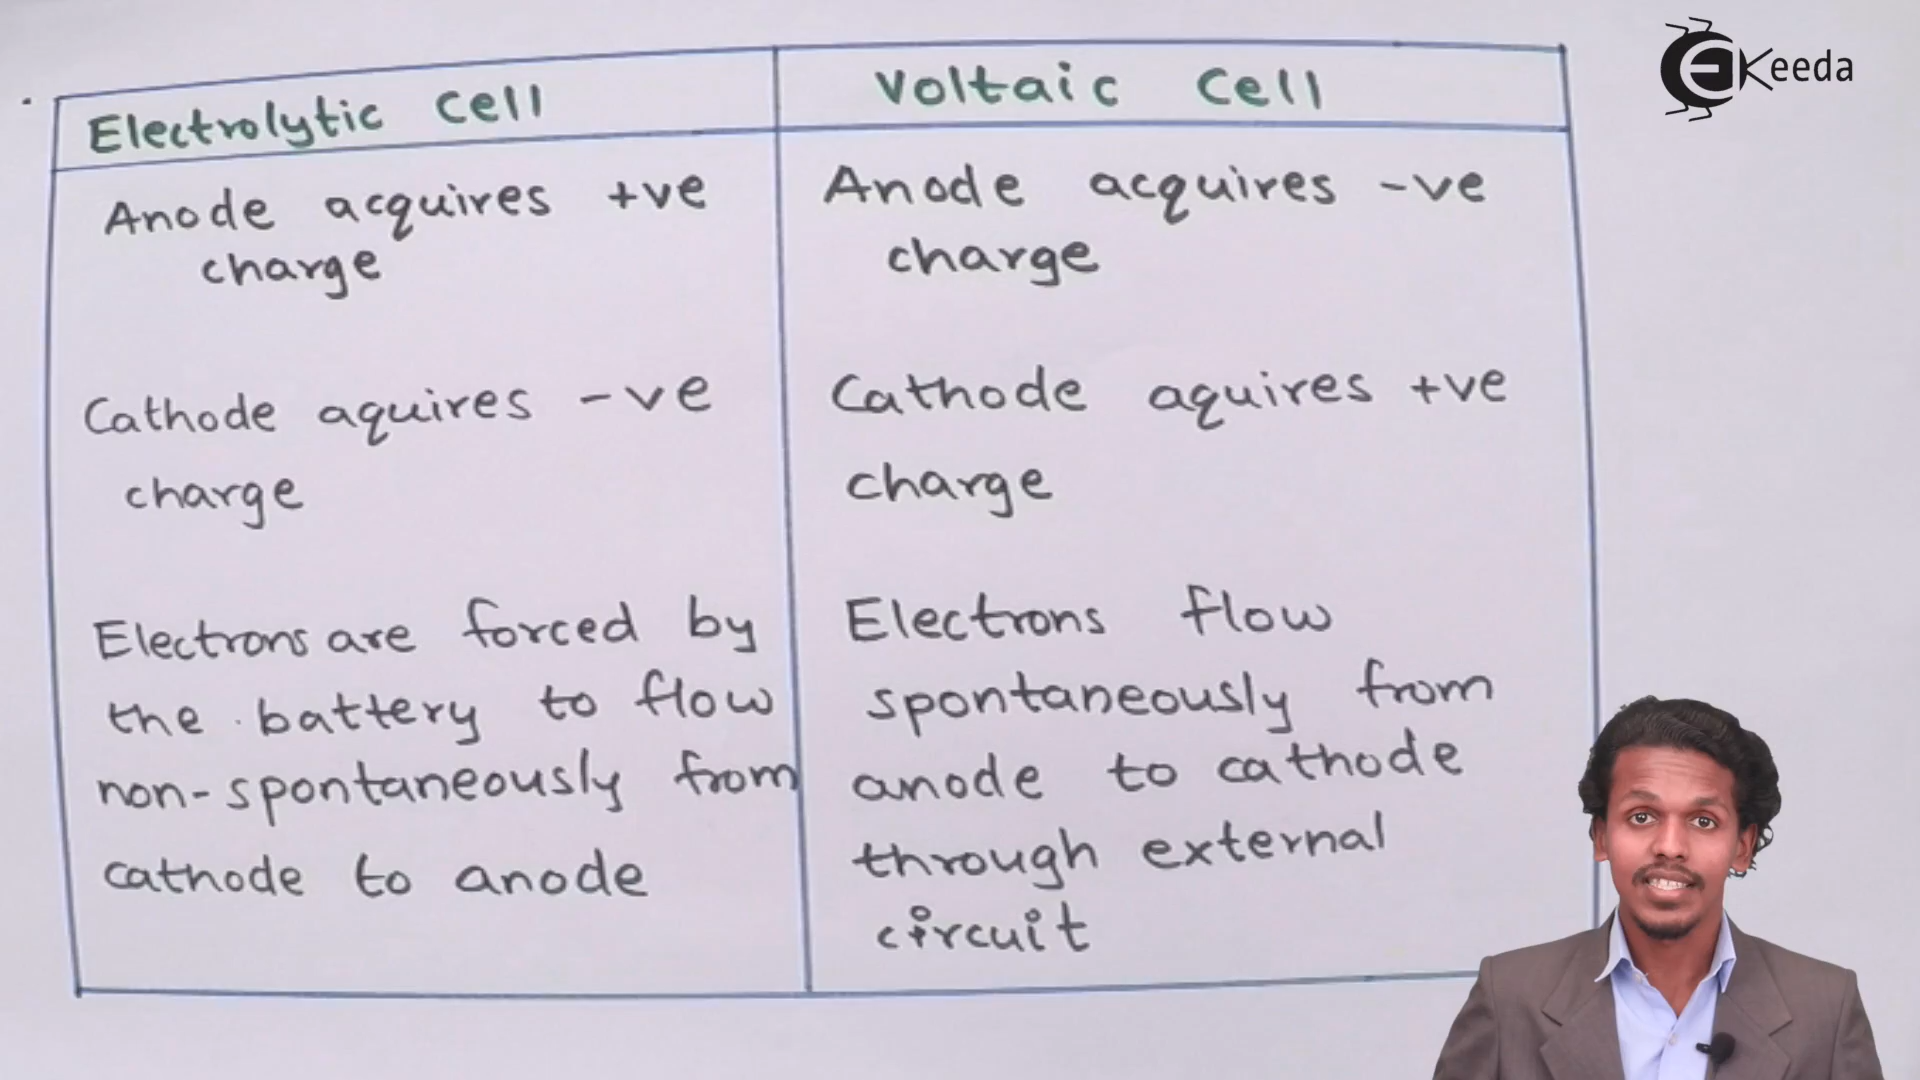 EKeeda
Electrolytic Cell
Voltaic Cell
Anode acquires +ve
charge
Anode acquires -ve
charge
Cathode aquires -ve
charge
Cathode aquires +ve
charge
Electrons are forced by
the battery to flow
non-spontaneously from
cathode to anode
Electrons flow
spontaneously from
anode to cathode
through external
circuit